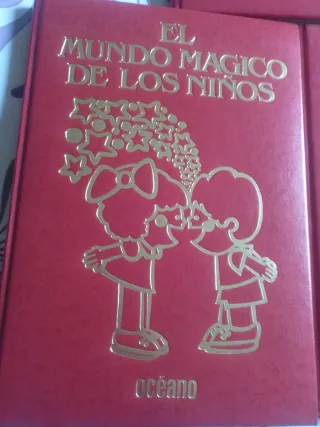 EL
MUNDO MAGICO
DE LOS NIÑOS
océano